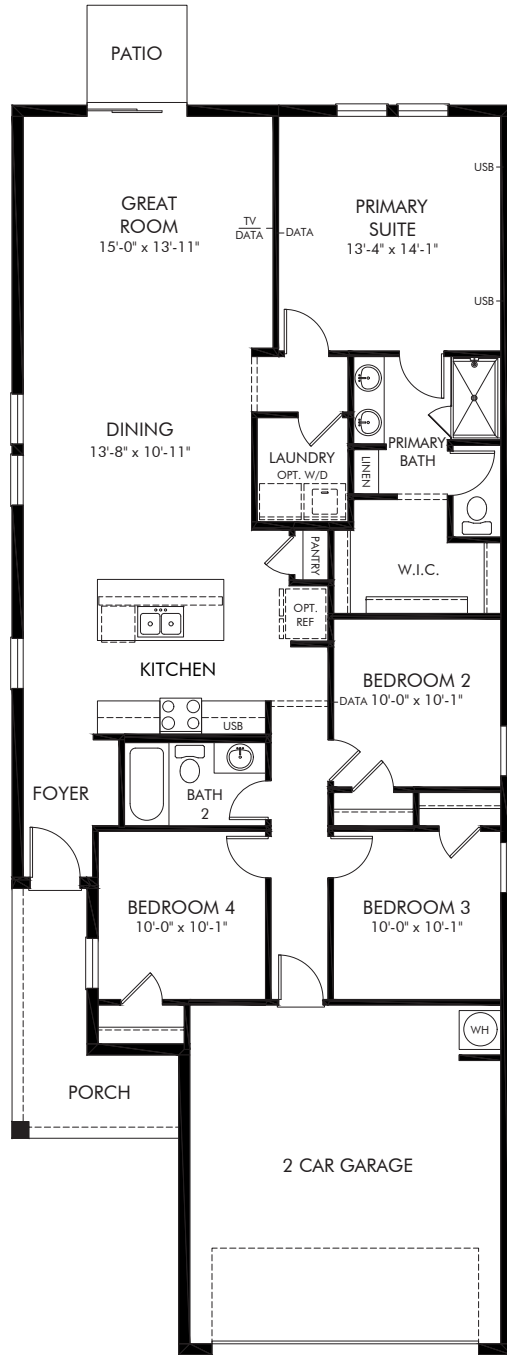 PATIO
GREAT
ROOM
15'-0" x 13'-11"
TV
DATA
DATA
PRIMARY
SUITE
13'-4" x 14'-1"
USB
USB
DINING
13'-8" x 10'-11"
LAUNDRY
OPT. W/D
LINEN
PRIMARY
BATH
PANTRY
W.I.C.
OPT.
REF
KITCHEN
USB
DATA
BEDROOM 2
10'-0" x 10'-1"
FOYER
BATH
2
BEDROOM 4
10'-0" x 10'-1"
BEDROOM 3
10'-0" x 10'-1"
WH
PORCH
2 CAR GARAGE